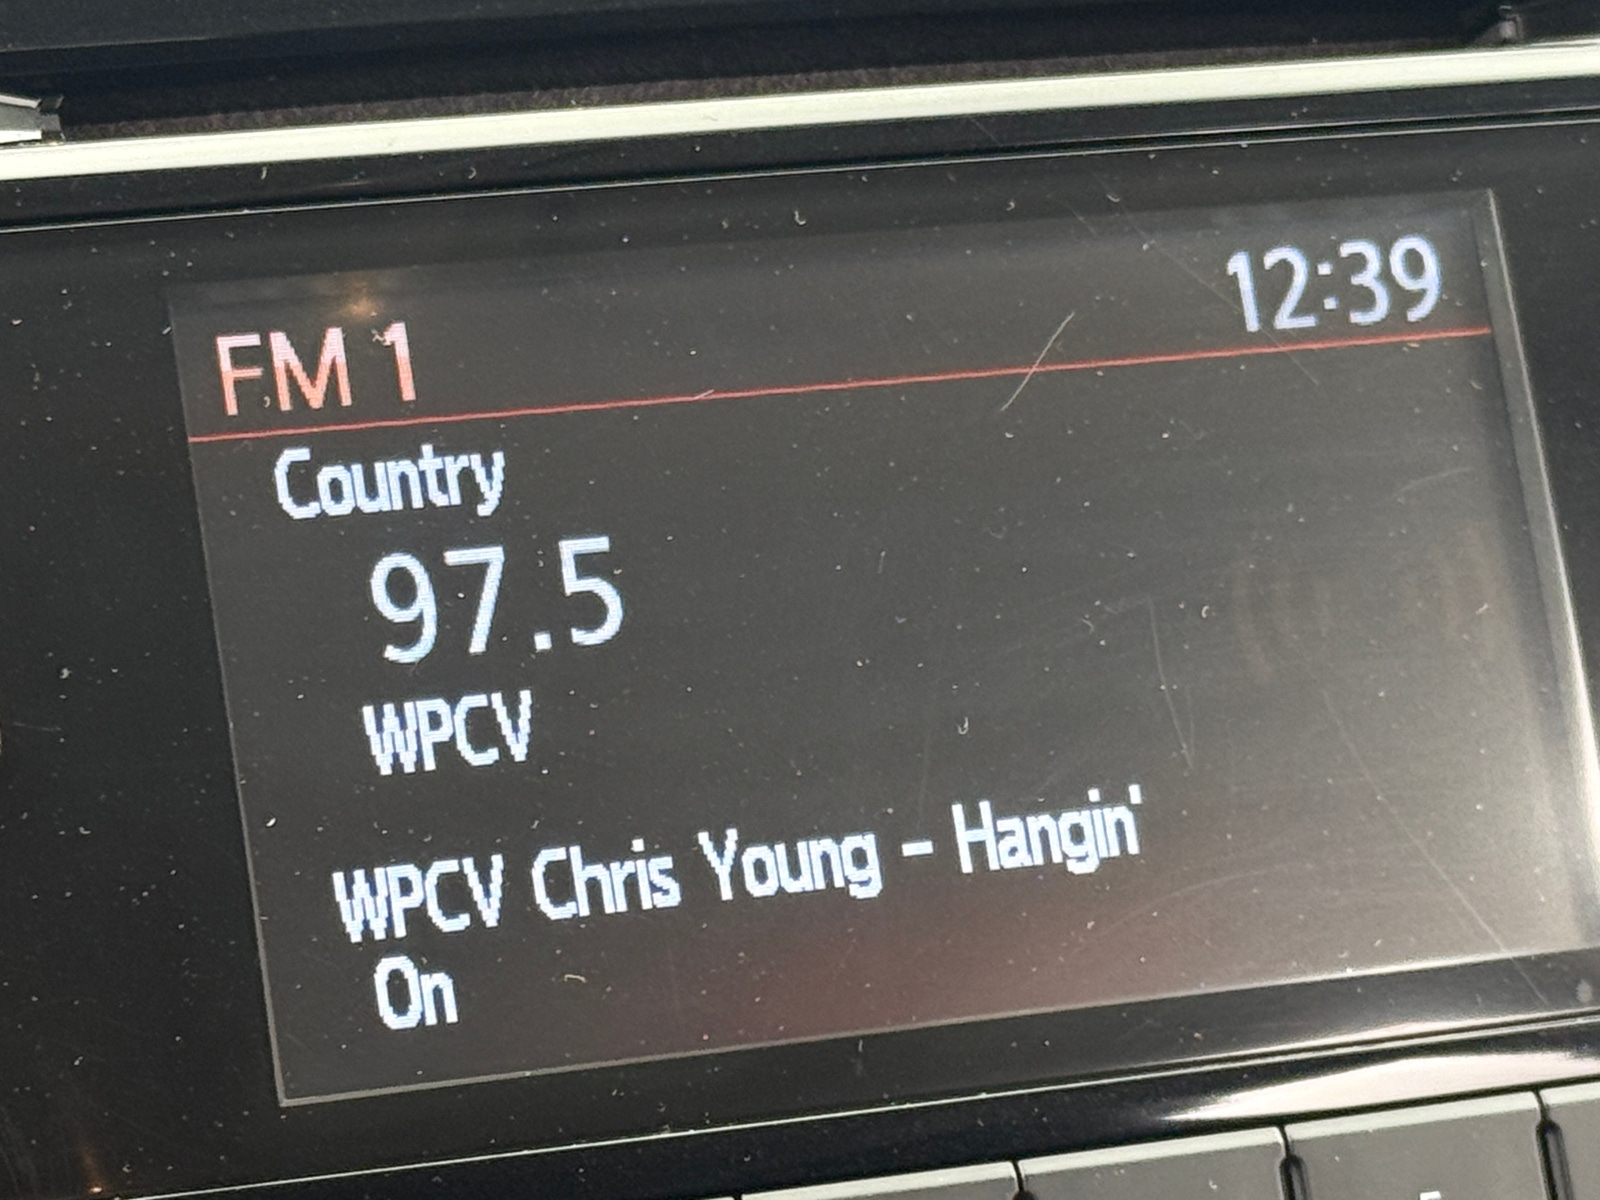 12:39
FM 1
Country
97.5
WPCV
WPCV Chris Young - Hangin'
On